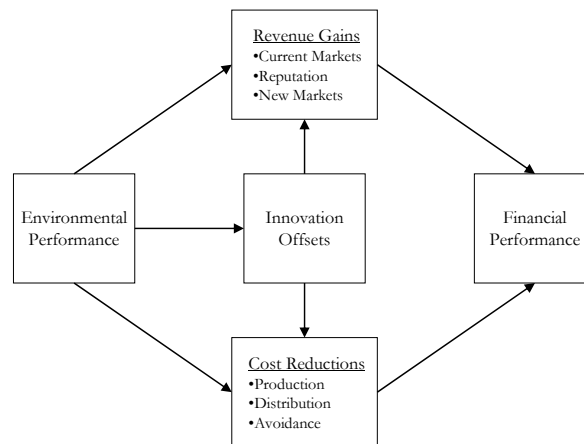 Revenue Gains
•Current Markets
•Reputation
•New Markets
Environmental
Performance
Innovation
Offsets
Financial
Performance
Cost Reductions
•Production
•Distribution
•Avoidance